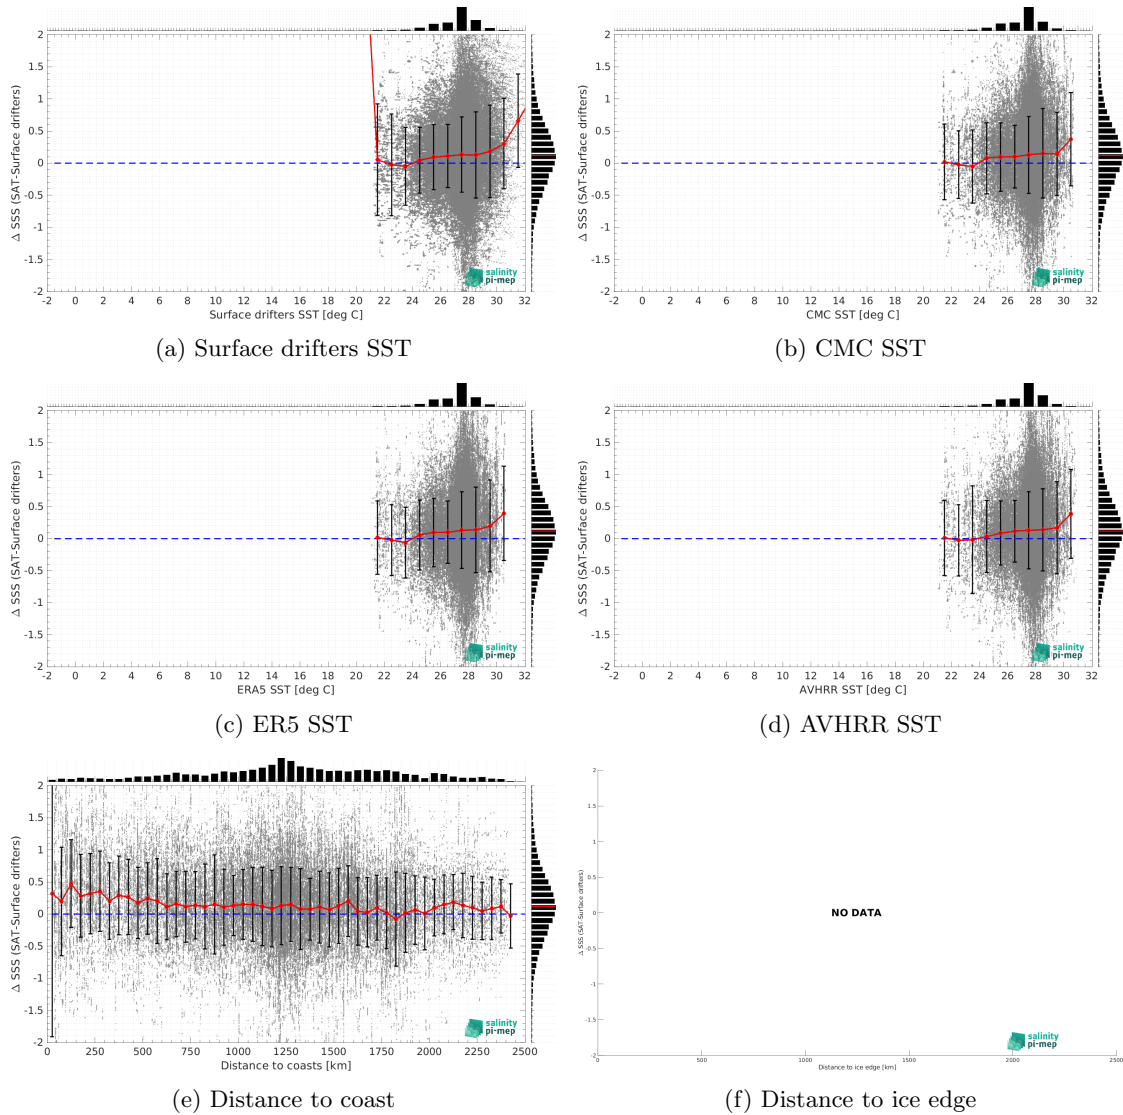 2
1.5
1
0.5
0
-0.5
-1
-1.5
-2
Δ SSS (SAT-Surface drifters)
-2 0 2 4 6 8 10 12 14 16 18 20 22 24 26 28 30 32
Surface drifters SST [deg C]
salinity
pi-mep
(a) Surface drifters SST
2
1.5
1
0.5
0
-0.5
-1
-1.5
-2
Δ SSS (SAT-Surface drifters)
-2 0 2 4 6 8 10 12 14 16 18 20 22 24 26 28 30 32
CMC SST [deg C]
salinity
pi-mep
(b) CMC SST
2
1.5
1
0.5
0
-0.5
-1
-1.5
-2
Δ SSS (SAT-Surface drifters)
-2 0 2 4 6 8 10 12 14 16 18 20 22 24 26 28 30 32
ERA5 SST [deg C]
salinity
pi-mep
(c) ER5 SST
2
1.5
1
0.5
0
-0.5
-1
-1.5
-2
Δ SSS (SAT-Surface drifters)
-2 0 2 4 6 8 10 12 14 16 18 20 22 24 26 28 30 32
AVHRR SST [deg C]
salinity
pi-mep
(d) AVHRR SST
2
1.5
1
0.5
0
-0.5
-1
-1.5
-2
Δ SSS (SAT-Surface drifters)
0 250 500 750 1000 1250 1500 1750 2000 2250 2500
Distance to coasts [km]
salinity
pi-mep
(e) Distance to coast
2
1.5
1
0.5
0
-0.5
-1
-1.5
-2
Δ SSS (SAT-Surface drifters)
NO DATA
0 500 1000 1500 2000 2500
Distance to ice edge [km]
salinity
pi-mep
(f) Distance to ice edge